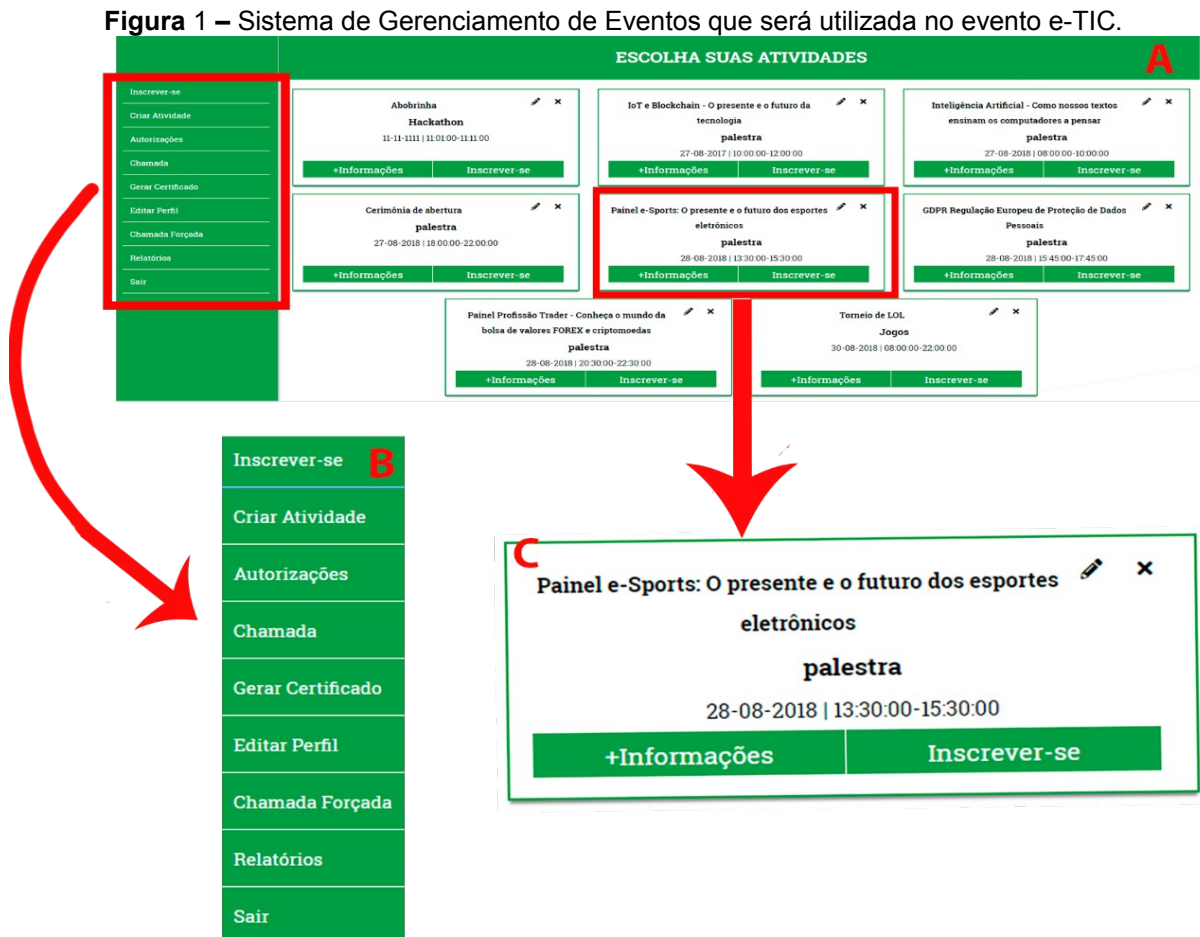 Figura 1 – Sistema de Gerenciamento de Eventos que será utilizada no evento e-TIC.
ESCOLHA SUAS ATIVIDADES
A
Inscrever-se
Criar Atividade
Autorizações
Chamada
Gerar Certificado
Editar Perfil
Chamada Forçada
Relatórios
Sair
Abobrinha
Hackathon
11-11-1111 | 11:01:00-11:11:00
+Informações Inscrever-se
IoT e Blockchain - O presente e o futuro da
tecnologia
palestra
27-08-2017 | 10:00:00-12:00:00
+Informações Inscrever-se
Inteligência Artificial - Como nossos textos
ensinam os computadores a pensar
palestra
27-08-2018 | 08:00:00-10:00:00
+Informações Inscrever-se
Cerimônia de abertura
palestra
27-08-2018 | 18:00:00-22:00:00
+Informações Inscrever-se
Painel e-Sports: O presente e o futuro dos esportes
eletrônicos
palestra
28-08-2018 | 13:30:00-15:30:00
+Informações Inscrever-se
GDPR Regulação Europeu de Proteção de Dados
Pessoais
palestra
28-08-2018 | 15:45:00-17:45:00
+Informações Inscrever-se
Painel Profissão Trader - Conheça o mundo da
bolsa de valores FOREX e criptomoedas
palestra
28-08-2018 | 20:30:00-22:30:00
+Informações Inscrever-se
Torneio de LOL
Jogos
30-08-2018 | 08:00:00-22:00:00
+Informações Inscrever-se
Inscrever-se B
Criar Atividade
Autorizações
Chamada
Gerar Certificado
Editar Perfil
Chamada Forçada
Relatórios
Sair
C
Painel e-Sports: O presente e o futuro dos esportes
eletrônicos
palestra
28-08-2018 | 13:30:00-15:30:00
+Informações Inscrever-se